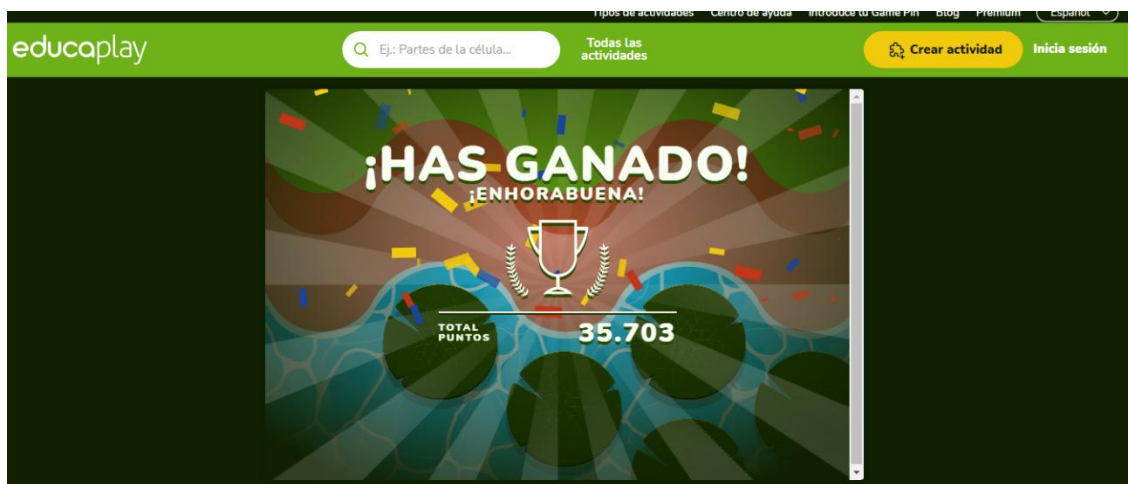 Tipos de actividades Centro de ayuda Introduce tu Game Pin Blog Premium Español
educaplay
Ej.: Partes de la célula...
Todas las
actividades
Crear actividad
Inicia sesión
¡HAS GANADO!
¡ENHORABUENA!
TOTAL
PUNTOS
35.703